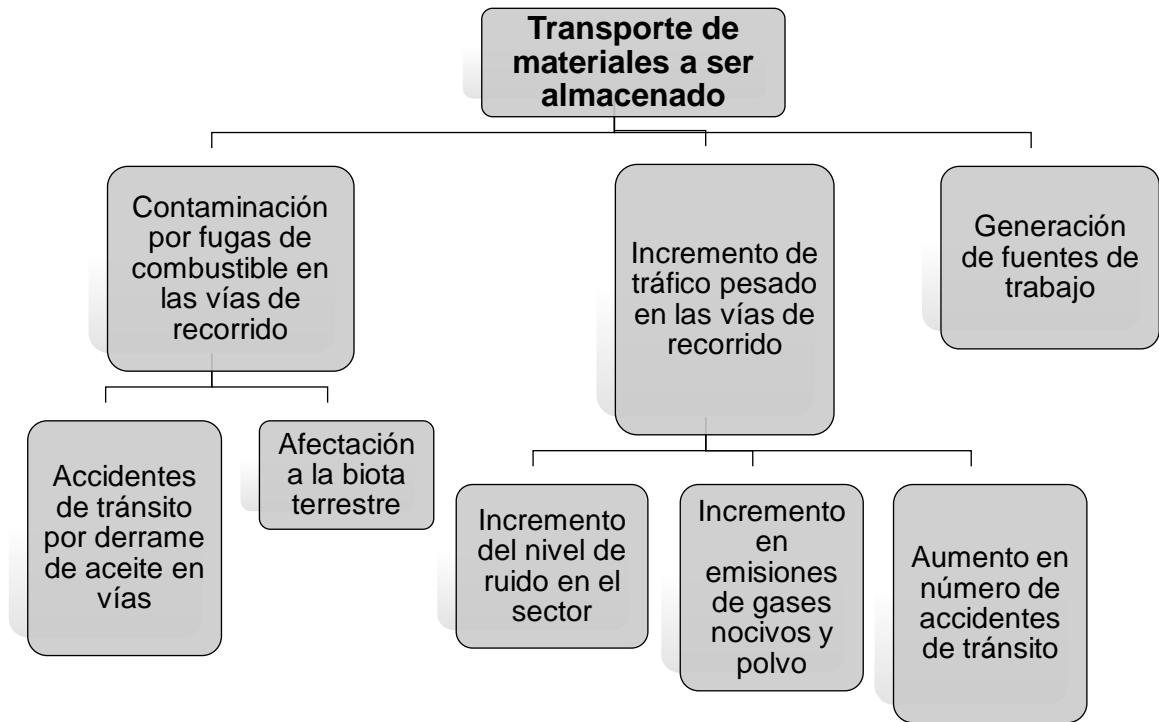 Transporte de
materiales a ser
almacenado
Contaminación
por fugas de
combustible en
las vías de
recorrido
Incremento de
tráfico pesado
en las vías de
recorrido
Generación
de fuentes de
trabajo
Accidentes
de tránsito
por derrame
de aceite en
vías
Afectación
a la biota
terrestre
Incremento
del nivel de
ruido en el
sector
Incremento
en
emisiones
de gases
nocivos y
polvo
Aumento en
número de
accidentes
de tránsito